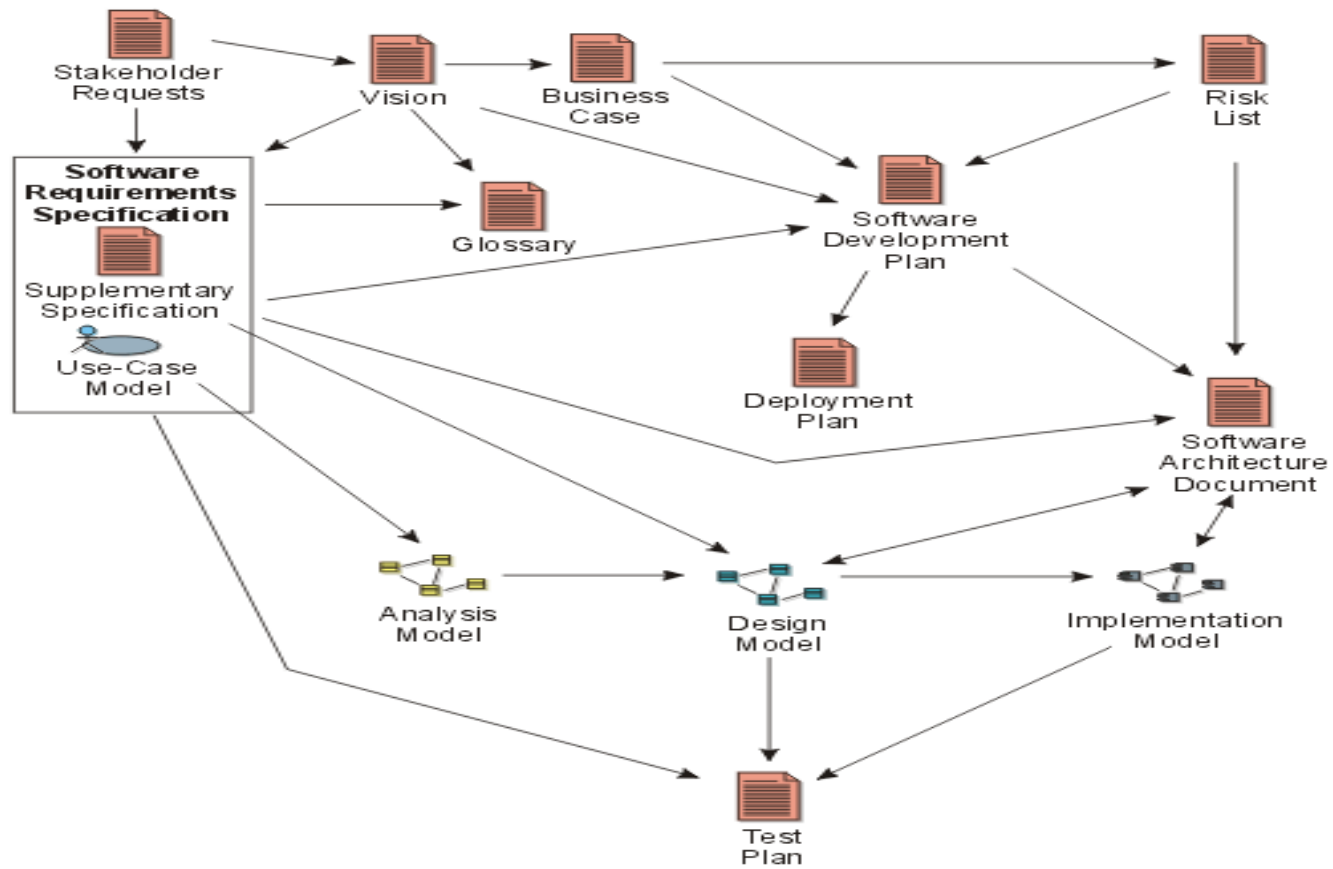 Stakeholder
Requests
Vision
Business
Case
Risk
List
Software
Requirements
Specification
Supplementary
Specification
Use-Case
Model
Glossary
Software
Development
Plan
Deployment
Plan
Software
Architecture
Document
Analysis
Model
Design
Model
Implementation
Model
Test
Plan